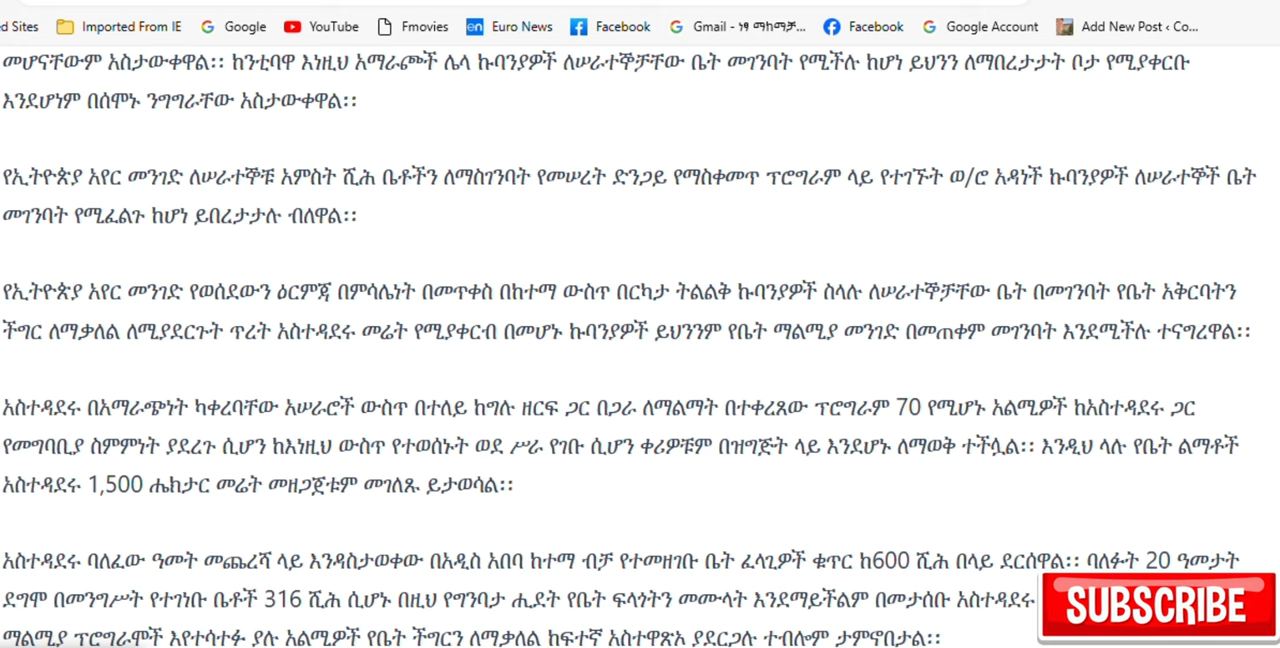 d Sites Imported From IE Google YouTube Fmovies en Euro News Facebook Gmail - ነፃ ማከማቻ... Facebook Google Account Add New Post ‹ Co...
መሆናቸውም አስታውቀዋል፡፡ ከንቲባዋ እነዚህ አማራጮች ሌላ ኩባንያዎች ለሠራተኞቻቸው ቤት መገንባት የሚችሉ ከሆነ ይህንን ለማበረታታት ቦታ የሚያቀርቡ
እንደሆነም በሰሞኑ ንግግራቸው አስታውቀዋል፡፡
የኢትዮጵያ አየር መንገድ ለሠራተኞቹ አምስት ሺሕ ቤቶችን ለማስገንባት የመሠረት ድንጋይ የማስቀመጥ ፕሮግራም ላይ የተገኙት ወ/ሮ አዳነች ኩባንያዎች ለሠራተኞች ቤት
መገንባት የሚፈልጉ ከሆነ ይበረታታሉ ብለዋል፡፡
የኢትዮጵያ አየር መንገድ የወሰደውን ዕርምጃ በምሳሌነት በመጥቀስ በከተማ ውስጥ በርካታ ትልልቅ ኩባንያዎች ስላሉ ለሠራተኞቻቸው ቤት በመገንባት የቤት አቅርባትን
ችግር ለማቃለል ለሚያደርጉት ጥረት አስተዳደሩ መሬት የሚያቀርብ በመሆኑ ኩባንያዎች ይህንንም የቤት ማልሚያ መንገድ በመጠቀም መገንባት እንደሚችሉ ተናግረዋል፡፡
አስተዳደሩ በአማራጭነት ካቀረባቸው አሠራሮች ውስጥ በተለይ ከግሉ ዘርፍ ጋር በጋራ ለማልማት በተቀረጸው ፕሮግራም 70 የሚሆኑ አልሚዎች ከአስተዳደሩ ጋር
የመግባቢያ ስምምነት ያደረጉ ሲሆን ከእነዚህ ውስጥ የተወሰኑት ወደ ሥራ የገቡ ሲሆን ቀሪዎቹም በዝግጅት ላይ እንደሆኑ ለማወቅ ተችሏል፡፡ እንዲህ ላሉ የቤት ልማቶች
አስተዳደሩ 1,500 ሔክታር መሬት መዘጋጀቱም መገለጹ ይታወሳል፡፡
አስተዳደሩ ባለፈው ዓመት መጨረሻ ላይ እንዳስታወቀው በአዲስ አበባ ከተማ ብቻ የተመዘገቡ ቤት ፈላጊዎች ቁጥር ከ600 ሺሕ በላይ ደርሰዋል፡፡ ባለፉት 20 ዓመታት
ደግሞ በመንግሥት የተገነቡ ቤቶች 316 ሺሕ ሲሆኑ በዚህ የግንባታ ሒደት የቤት ፍላጎትን መሙላት እንደማይችልም በመታሰቡ አስተዳደሩ
ማልሚያ ፕሮግራሞች እየተሳተፉ ያሉ አልሚዎች የቤት ችግርን ለማቃለል ከፍተኛ አስተዋጽኦ ያደርጋሉ ተብሎም ታምኖበታል፡፡
SUBSCRIBE